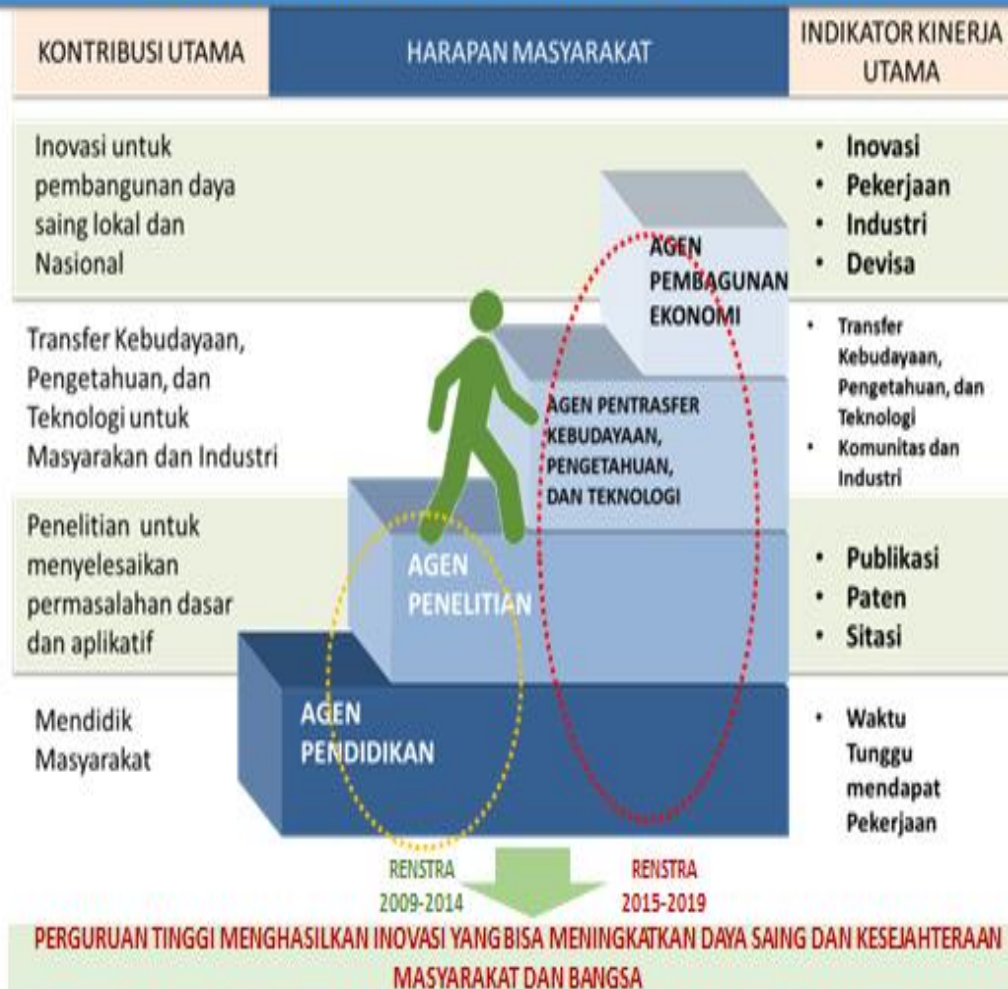 KONTRIBUSI UTAMA
HARAPAN MASYARAKAT
INDIKATOR KINERJA
UTAMA
Inovasi untuk
pembangunan daya
saing lokal dan
Nasional
AGEN
PEMBAGUNAN
EKONOMI
• Inovasi
• Pekerjaan
• Industri
• Devisa
Transfer Kebudayaan,
Pengetahuan, dan
Teknologi untuk
Masyarakan dan Industri
AGEN PENTRASFER
KEBUDAYAAN,
PENGETAHUAN,
DAN TEKNOLOGI
• Transfer
Kebudayaan,
Pengetahuan, dan
Teknologi
• Komunitas dan
Industri
Penelitian untuk
menyelesaikan
permasalahan dasar
dan aplikatif
AGEN
PENELITIAN
• Publikasi
• Paten
• Sitasi
Mendidik
Masyarakat
AGEN
PENDIDIKAN
• Waktu
Tunggu
mendapat
Pekerjaan
RENSTRA
2009-2014
RENSTRA
2015-2019
PERGURUAN TINGGI MENGHASILKAN INOVASI YANG BISA MENINGKATKAN DAYA SAING DAN KESEJAHTERAAN
MASYARAKAT DAN BANGSA